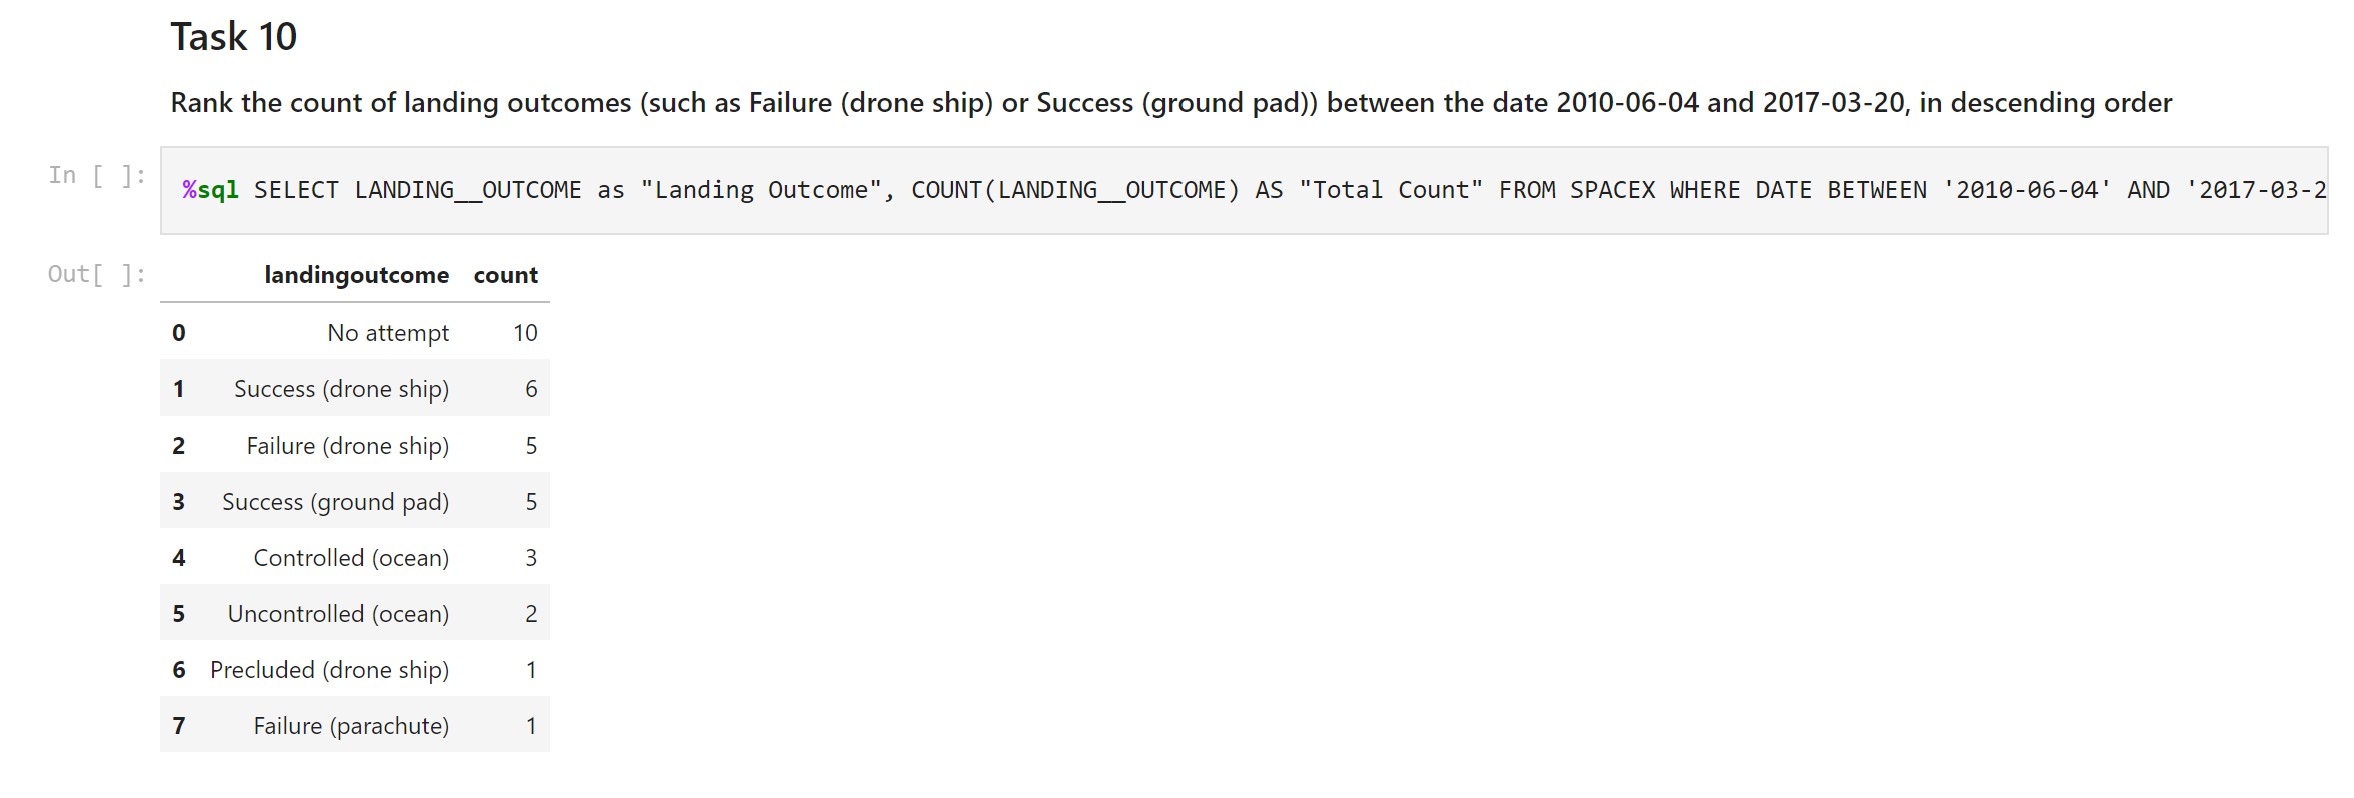 Task 10
Rank the count of landing outcomes (such as Failure (drone ship) or Success (ground pad)) between the date 2010-06-04 and 2017-03-20, in descending order
In [ ]:
%sql SELECT LANDING__OUTCOME as "Landing Outcome", COUNT(LANDING__OUTCOME) AS "Total Count" FROM SPACEX WHERE DATE BETWEEN '2010-06-04' AND '2017-03-2
Out[ ]:
landingoutcome count
0 No attempt 10
1 Success (drone ship) 6
2 Failure (drone ship) 5
3 Success (ground pad) 5
4 Controlled (ocean) 3
5 Uncontrolled (ocean) 2
6 Precluded (drone ship) 1
7 Failure (parachute) 1